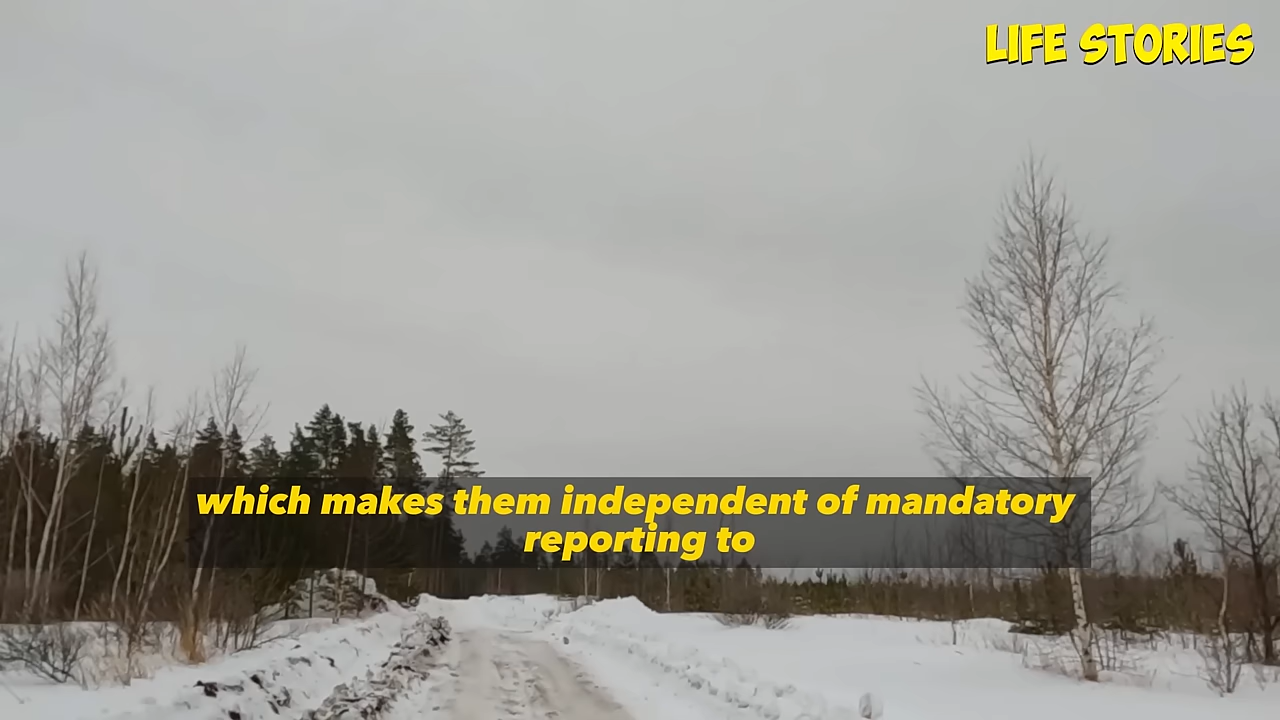 LIFE STORIES
which makes them independent of mandatory
reporting to